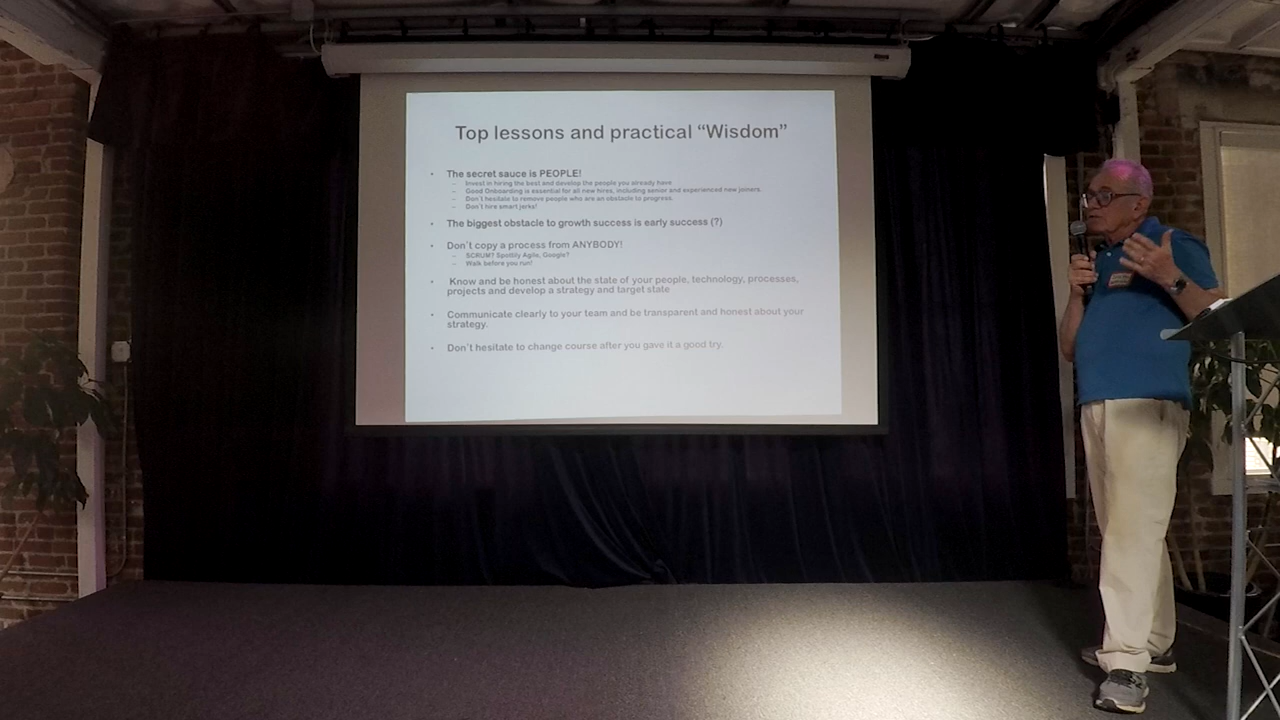 Top lessons and practical “Wisdom”
• The secret sauce is PEOPLE!
– Invest in hiring the best and develop the people you already have
– Good Onboarding is essential for all new hires, including senior and experienced new joiners.
– Don´t hesitate to remove people who are an obstacle to progress.
– Don´t hire smart jerks!
• The biggest obstacle to growth success is early success (?)
• Don´t copy a process from ANYBODY!
– SCRUM? Spotify Agile, Google?
– Walk before you run!
• Know and be honest about the state of your people, technology, processes,
projects and develop a strategy and target state
• Communicate clearly to your team and be transparent and honest about your
strategy.
• Don´t hesitate to change course after you gave it a good try.